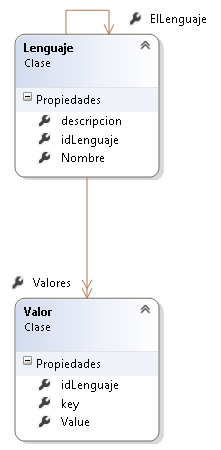 ElLenguaje
Lenguaje
Clase
Propiedades
descripcion
idLenguaje
Nombre
Valores
Valor
Clase
Propiedades
idLenguaje
key
Value